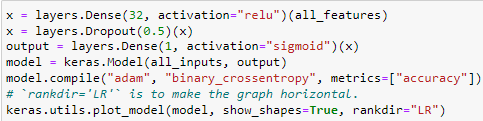 x = layers.Dense(32, activation="relu")(all_features)
x = layers.Dropout(0.5)(x)
output = layers.Dense(1, activation="sigmoid")(x)
model = keras.Model(all_inputs, output)
model.compile("adam", "binary_crossentropy", metrics=["accuracy"])
# `rankdir='LR'` is to make the graph horizontal.
keras.utils.plot_model(model, show_shapes=True, rankdir="LR")